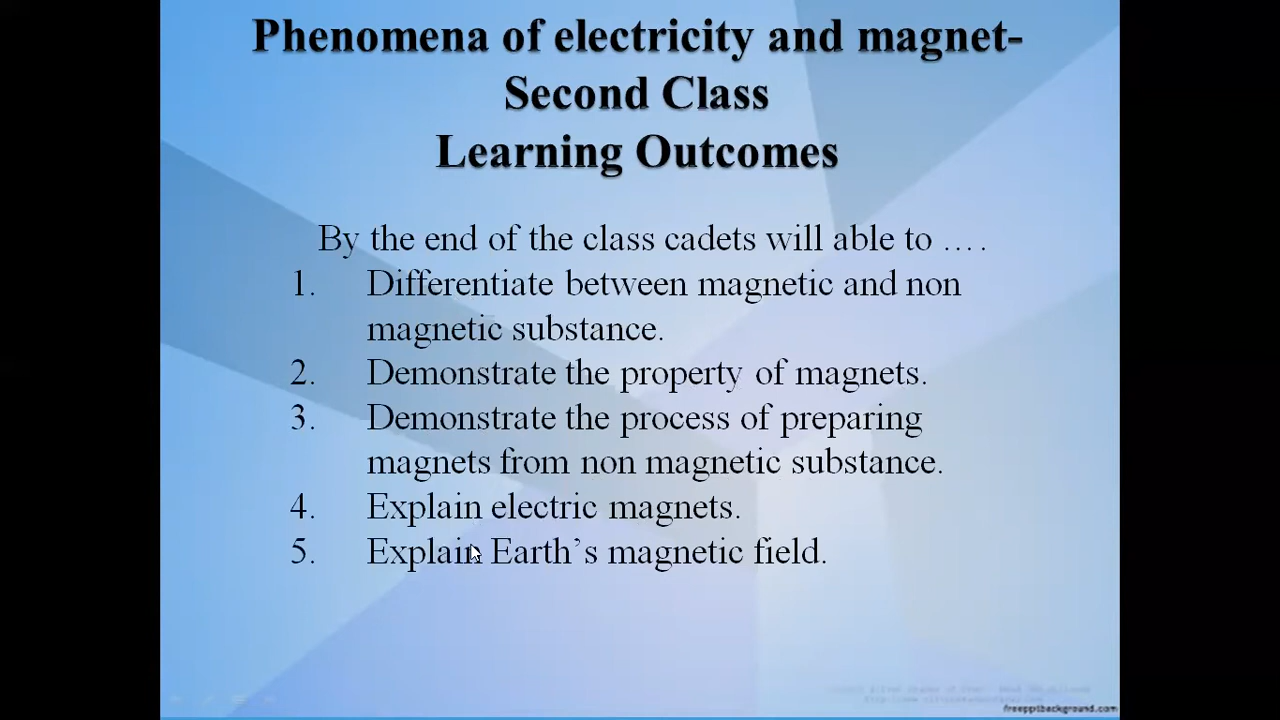 Phenomena of electricity and magnet-
Second Class
Learning Outcomes
By the end of the class cadets will able to ….
1. Differentiate between magnetic and non
magnetic substance.
2. Demonstrate the property of magnets.
3. Demonstrate the process of preparing
magnets from non magnetic substance.
4. Explain electric magnets.
5. Explain Earth’s magnetic field.
freepptbackground.com